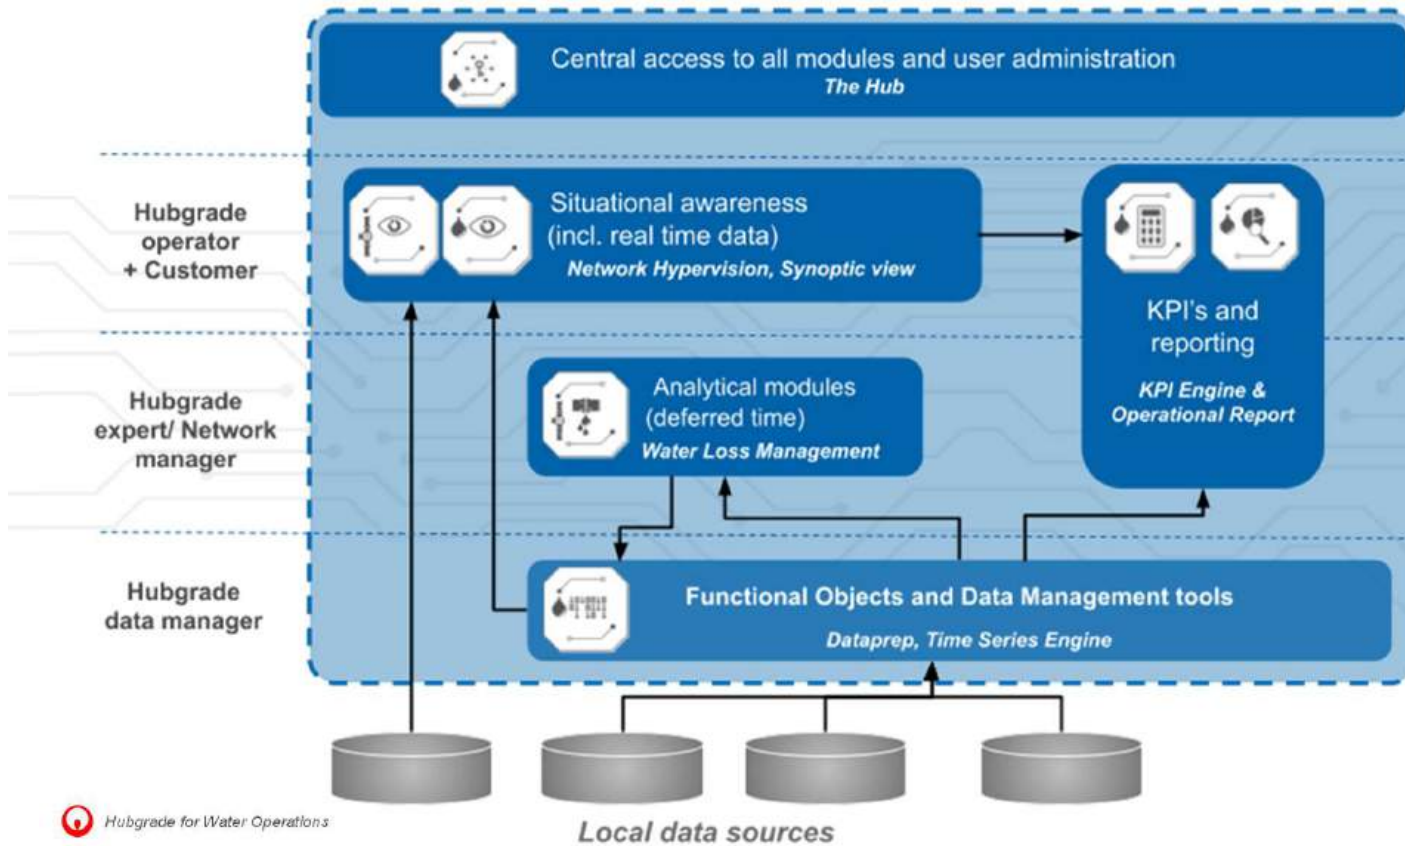 Central access to all modules and user administration
The Hub
Hubgrade
operator
+ Customer
Situational awareness
(incl. real time data)
Network Hypervision, Synoptic view
KPI's and
reporting
KPI Engine &
Operational Report
Hubgrade
expert/ Network
manager
Analytical modules
(deferred time)
Water Loss Management
Hubgrade
data manager
Functional Objects and Data Management tools
Dataprep, Time Series Engine
Hubgrade for Water Operations
Local data sources